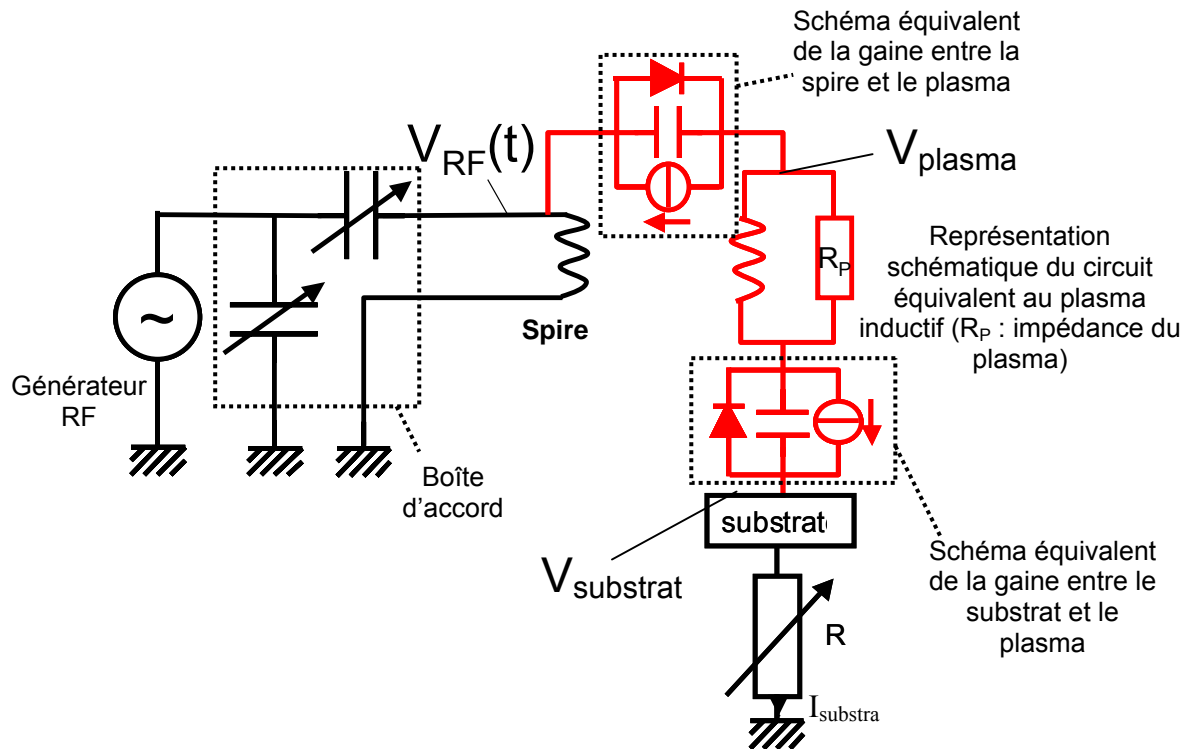 Schéma équivalent
de la gaine entre la
spire et le plasma
V_RF(t)
V_plasma
R_P
Représentation
schématique du circuit
équivalent au plasma
inductif (R_P : impédance du
plasma)
Spire
~
Générateur
RF
Boîte
d'accord
substrat
V_substrat
Schéma équivalent
de la gaine entre le
substrat et le
plasma
R
I_substra